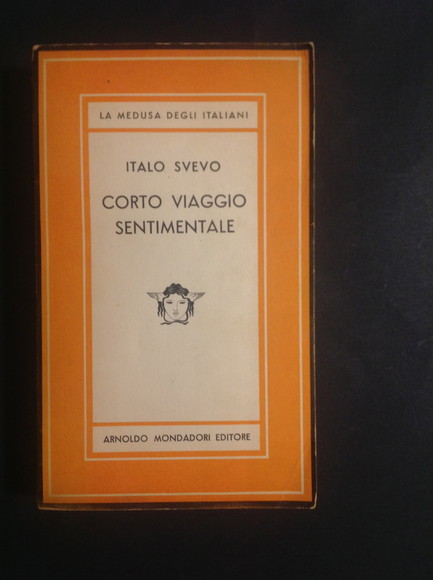 LA MEDUSA DEGLI ITALIANI
ITALO SVEVO
CORTO VIAGGIO
SENTIMENTALE
ARNOLDO MONDADORI EDITORE